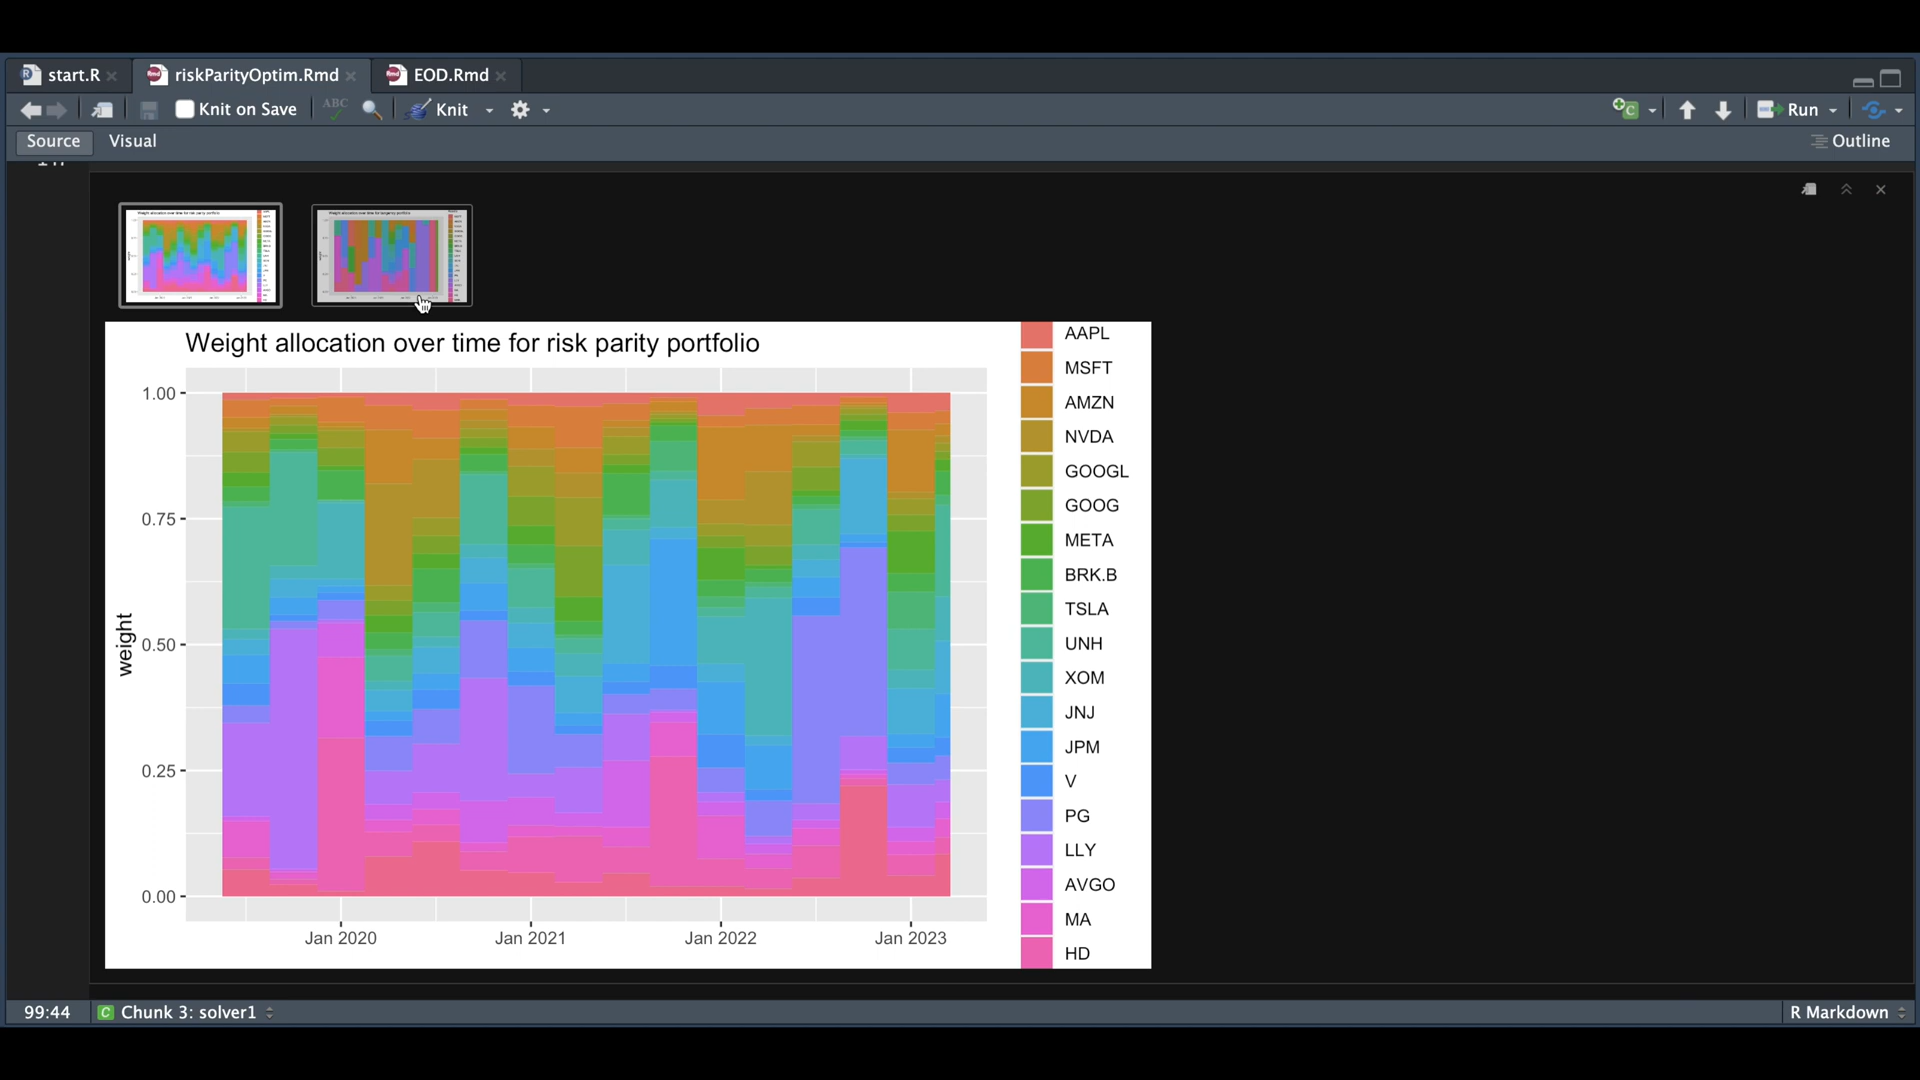 start.R
riskParityOptim.Rmd
EOD.Rmd
Knit on Save
ABC
Knit
Run
Source
Visual
Outline
Weight allocation over time for risk parity portfolio
weight
1.00
0.75
0.50
0.25
0.00
Jan 2020
Jan 2021
Jan 2022
Jan 2023
AAPL
MSFT
AMZN
NVDA
GOOGL
GOOG
META
BRK.B
TSLA
UNH
XOM
JNJ
JPM
V
PG
LLY
AVGO
MA
HD
99:44
C
Chunk 3: solver1
R Markdown